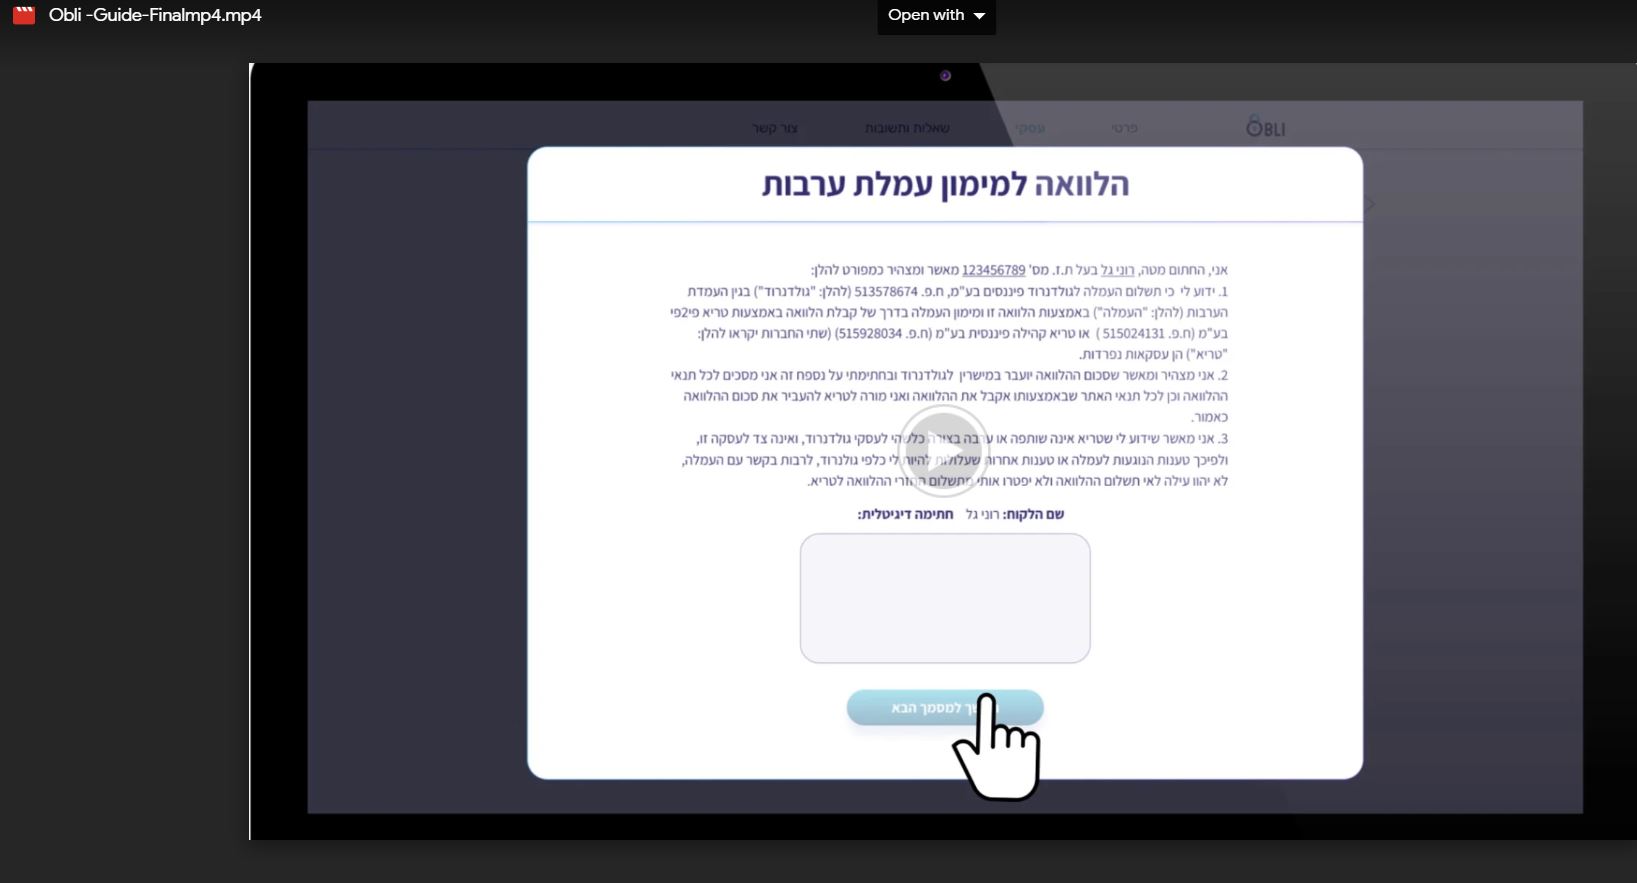 Obli -Guide-Finalmp4.mp4
Open with
OBLI
פרטי
עסקי
שאלות ותשובות
צור קשר
הלוואה למימון עמלת ערבות
אני, החתום מטה, רוני גל בעל ת.ז. מס' 123456789 מאשר ומצהיר כמפורט להלן:
1. ידוע לי כי תשלום העמלה לגולדנרוד פיננסים בע"מ, ח.פ. 513578674 (להלן: "גולדנרוד") בגין העמדת
הערבות (להלן: "העמלה") באמצעות הלוואה זו ומימון העמלה בדרך של קבלת הלוואה באמצעות טריא פי2פי
בע"מ (ח.פ. 515024131 ) או טריא קהילה פיננסית בע"מ (ח.פ. 515928034) (שתי החברות יקראו להלן:
"טריא") הן עסקאות נפרדות.
2. אני מצהיר ומאשר שסכום ההלוואה יועבר במישרין לגולדנרוד ובחתימתי על נספח זה אני מסכים לכל תנאי
ההלוואה וכן לכל תנאי האתר שבאמצעותו אקבל את ההלוואה ואני מורה לטריא להעביר את סכום ההלוואה
כאמור.
3. אני מאשר שידוע לי שטריא אינה שותפה או ערבה בצורה כלשהי לעסקי גולדנרוד, ואינה צד לעסקה זו,
ולפיכך טענות הנוגעות לעמלה או טענות אחרות שעלולות להיות לי כלפי גולנרוד, לרבות בקשר עם העמלה,
לא יהוו עילה לאי תשלום ההלוואה ולא יפטרו אותי מתשלום החזרי ההלוואה לטריא.
שם הלקוח: רוני גל חתימה דיגיטלית:
למסמך הבא